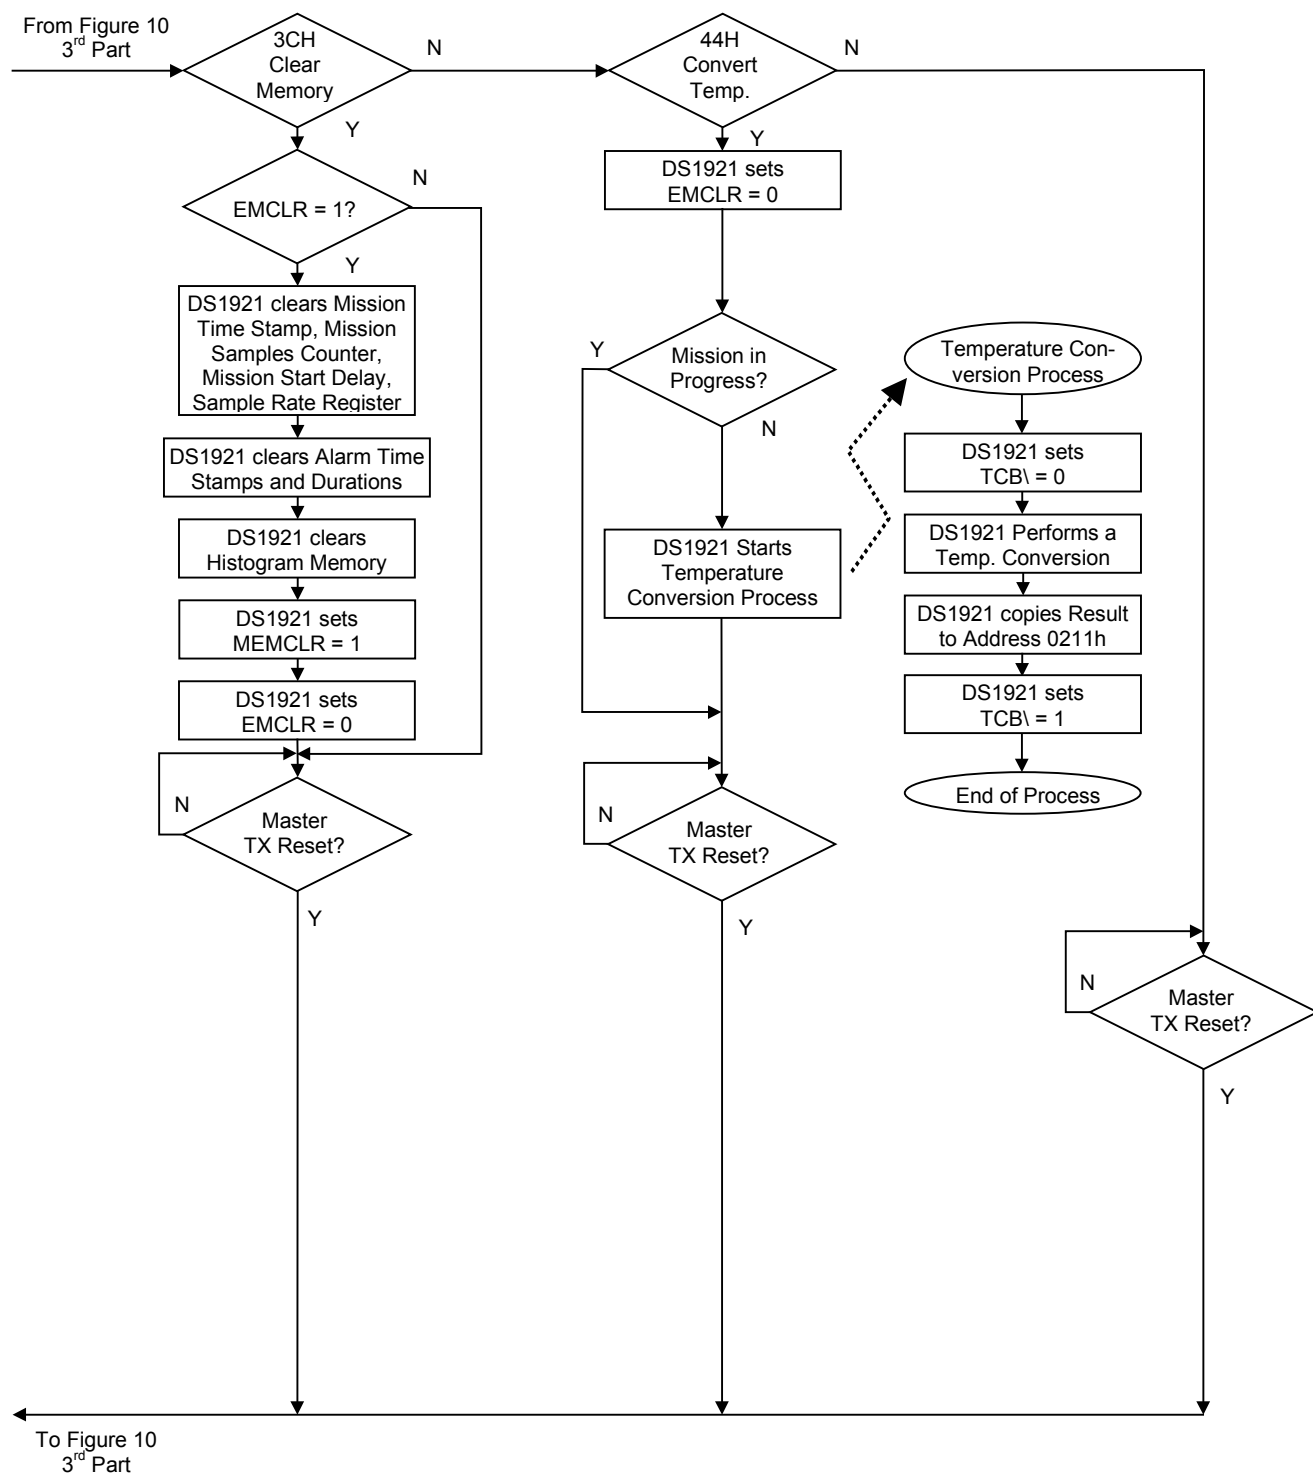 From Figure 10
3rd Part
3CH
Clear
Memory
N
Y
44H
Convert
Temp.
N
Y
EMCLR = 1?
N
Y
DS1921 clears Mission
Time Stamp, Mission
Samples Counter,
Mission Start Delay,
Sample Rate Register
DS1921 clears Alarm Time
Stamps and Durations
DS1921 clears
Histogram Memory
DS1921 sets
MEMCLR = 1
DS1921 sets
EMCLR = 0
N
Master
TX Reset?
Y
DS1921 sets
EMCLR = 0
Y
Mission in
Progress?
N
DS1921 Starts
Temperature
Conversion Process
N
Master
TX Reset?
Y
Temperature Con-
version Process
DS1921 sets
TCB\ = 0
DS1921 Performs a
Temp. Conversion
DS1921 copies Result
to Address 0211h
DS1921 sets
TCB\ = 1
End of Process
N
Master
TX Reset?
Y
To Figure 10
3rd Part